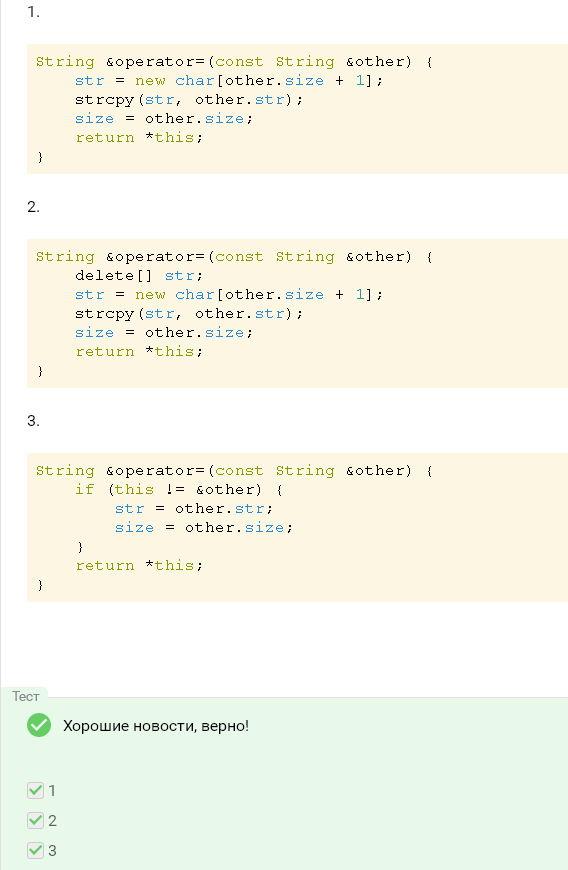 1.
String &operator=(const String &other) {
    str = new char[other.size + 1];
    strcpy(str, other.str);
    size = other.size;
    return *this;
}
2.
String &operator=(const String &other) {
    delete[] str;
    str = new char[other.size + 1];
    strcpy(str, other.str);
    size = other.size;
    return *this;
}
3.
String &operator=(const String &other) {
    if (this != &other) {
        str = other.str;
        size = other.size;
    }
    return *this;
}
Тест
Хорошие новости, верно!
1
2
3